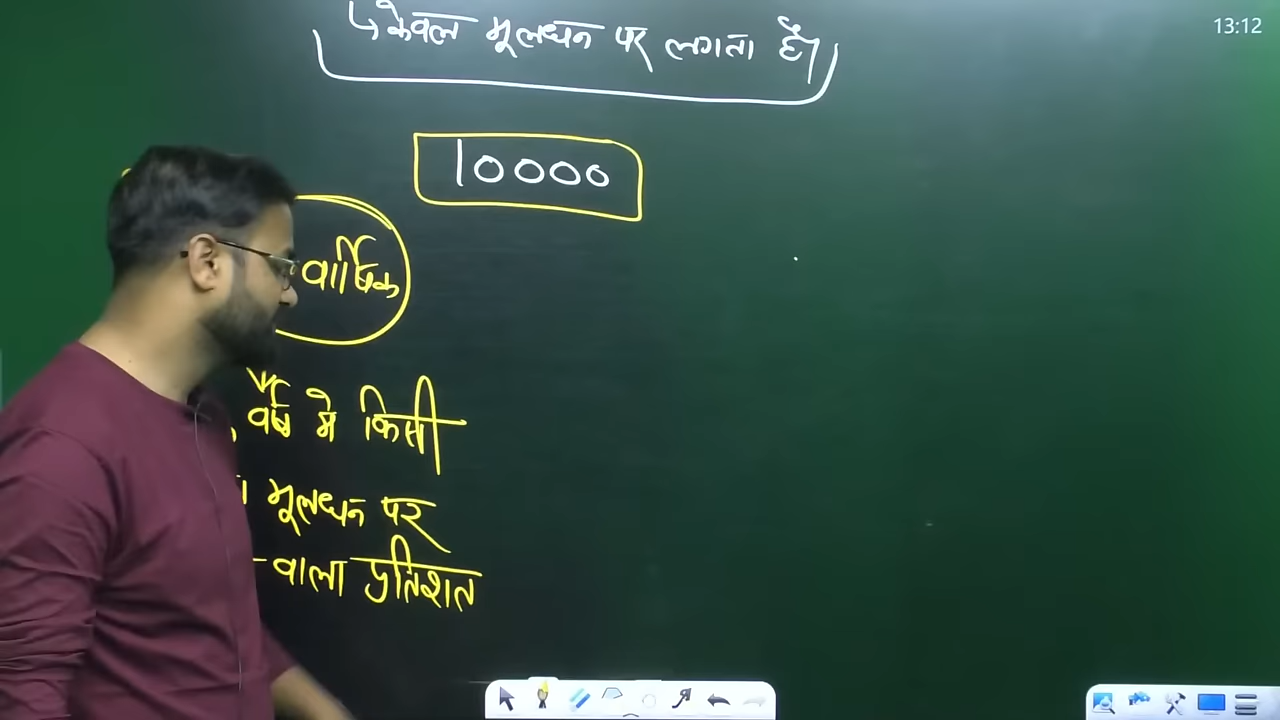 ↳ केवल मूलधन पर लगता है।
13:12
10000
वार्षिक
वर्ष मे किसी
मूलधन पर
वाला प्रतिशत